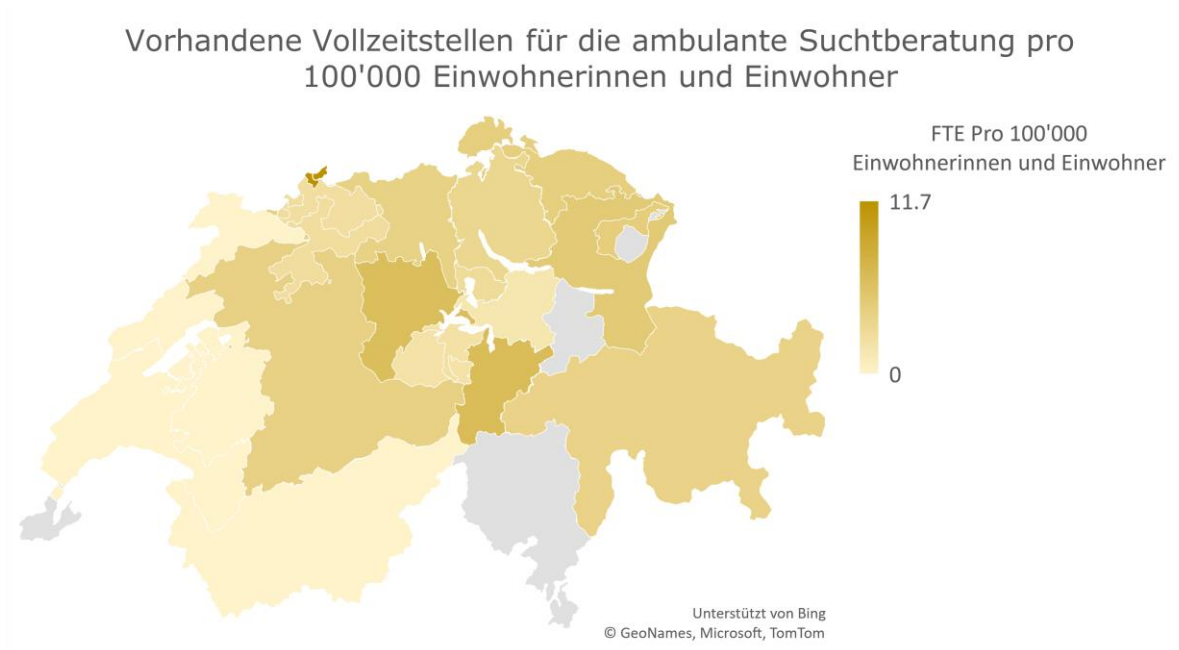 Vorhandene Vollzeitstellen für die ambulante Suchtberatung pro
100'000 Einwohnerinnen und Einwohner
FTE Pro 100'000
Einwohnerinnen und Einwohner
11.7
0
Unterstützt von Bing
© GeoNames, Microsoft, TomTom